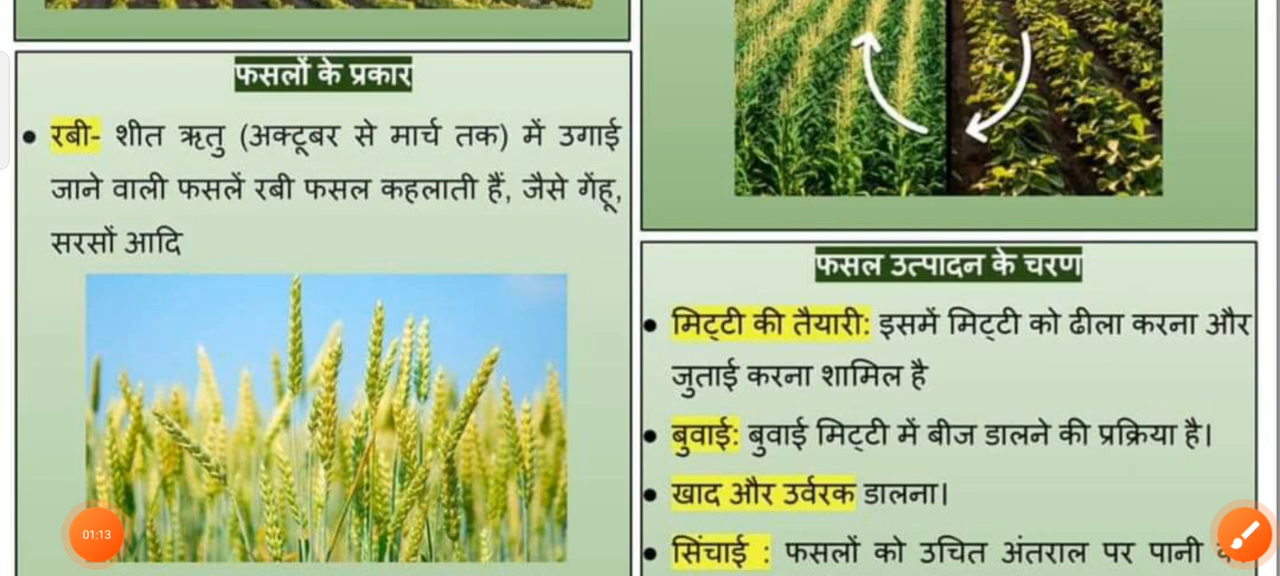 फसलों के प्रकार
रबी- शीत ऋतु (अक्टूबर से मार्च तक) में उगाई
जाने वाली फसलें रबी फसल कहलाती हैं, जैसे गेंहू,
सरसों आदि
01:13
फसल उत्पादन के चरण
मिट्टी की तैयारी: इसमें मिट्टी को ढीला करना और
जुताई करना शामिल है
बुवाई: बुवाई मिट्टी में बीज डालने की प्रक्रिया है।
खाद और उर्वरक डालना।
सिंचाई : फसलों को उचित अंतराल पर पानी